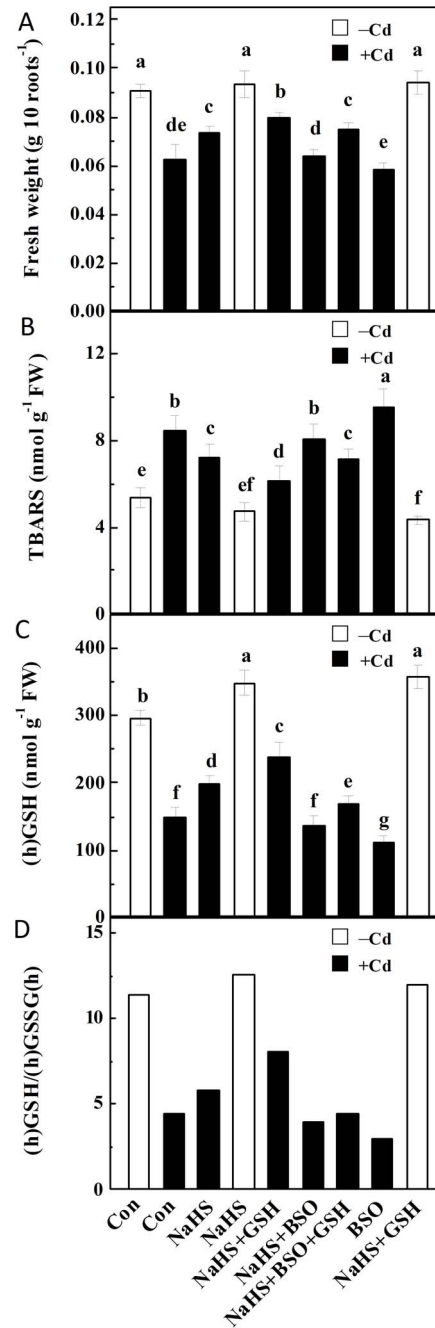 A
–Cd
+Cd
Fresh weight (g 10 roots⁻¹)
0.12
0.10
0.08
0.06
0.04
0.02
0.00
a
de
c
a
b
d
c
e
a
B
–Cd
+Cd
TBARS (nmol g⁻¹ FW)
12
8
4
0
e
b
c
ef
d
b
c
a
f
C
–Cd
+Cd
(h)GSH (nmol g⁻¹ FW)
400
300
200
100
0
b
f
d
a
c
f
e
g
a
D
–Cd
+Cd
(h)GSH/(h)GSSG(h)
15
10
5
0
Con
Con
NaHS
NaHS
NaHS+GSH
NaHS+BSO
NaHS+BSO+GSH
BSO
NaHS+GSH